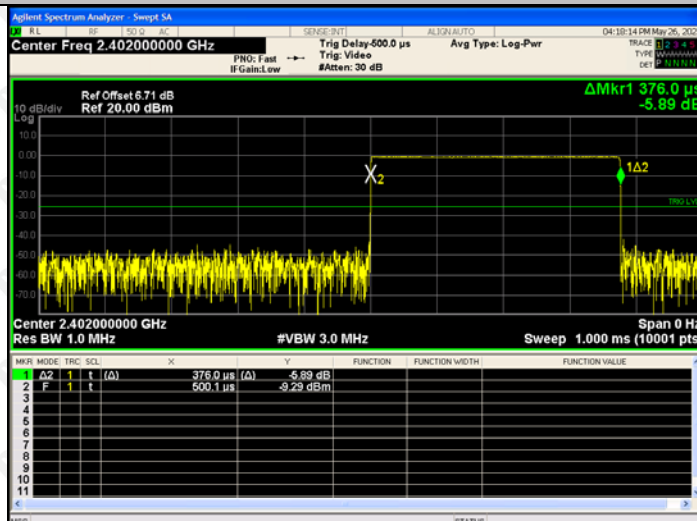 Agilent Spectrum Analyzer - Swept SA
RL RF 50 Ω AC SENSE:INT ALIGN AUTO 04:18:14 PM May 26, 202
Center Freq 2.402000000 GHz
PNO: Fast
IFGain:Low
Trig Delay-500.0 µs
Trig: Video
#Atten: 30 dB
Avg Type: Log-Pwr
TRACE 1 2 3 4 5
TYPE
DET P N N N N
ΔMkr1 376.0 µs
-5.89 dB
Ref Offset 6.71 dB
10 dB/div Ref 20.00 dBm
Log
10.0
0.00
-10.0
-20.0
-30.0
-40.0
-50.0
-60.0
-70.0
X2
1Δ2
TRIG LVL
Center 2.402000000 GHz Span 0 Hz
Res BW 1.0 MHz #VBW 3.0 MHz Sweep 1.000 ms (10001 pts
MKR MODE TRC SCL X Y FUNCTION FUNCTION WIDTH FUNCTION VALUE
1 Δ2 1 t (Δ) 376.0 µs (Δ) -5.89 dB
2 F 1 t 500.1 µs -9.29 dBm
3
4
5
6
7
8
9
10
11
MSG STATUS